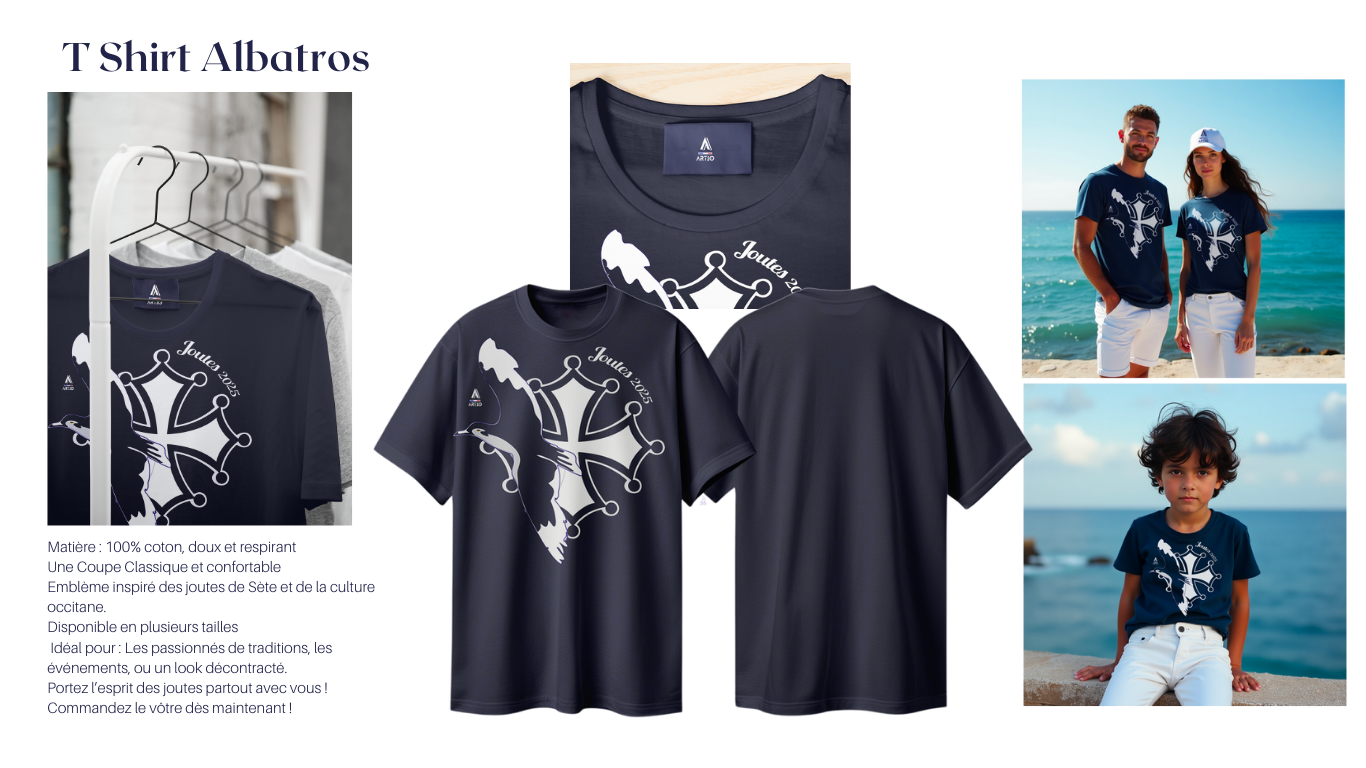 T Shirt Albatros
ARTJO
Joutes 20
ARTJO
Joutes 2025
ARTJO
Joutes 2025
ARTJO
Matière : 100% coton, doux et respirant
Une Coupe Classique et confortable
Emblème inspiré des joutes de Sète et de la culture
occitane.
Disponible en plusieurs tailles
Idéal pour : Les passionnés de traditions, les
événements, ou un look décontracté.
Portez l’esprit des joutes partout avec vous !
Commandez le vôtre dès maintenant !